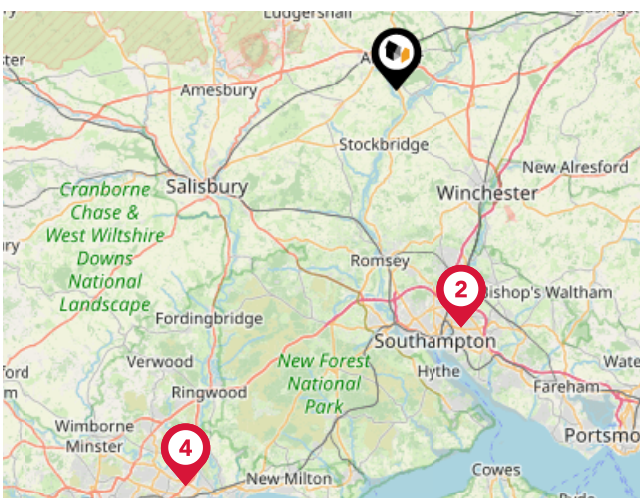 Ludgershall
Amesbury
Stockbridge
New Alresford
Salisbury
Winchester
Cranborne
Chase &
West Wiltshire
Downs
National
Landscape
Romsey
2
Bishop's Waltham
Fordingbridge
Southampton
Verwood
New Forest
National
Park
Hythe
Fareham
Ringwood
Wimborne
Minster
4
Portsmo
New Milton
Cowes